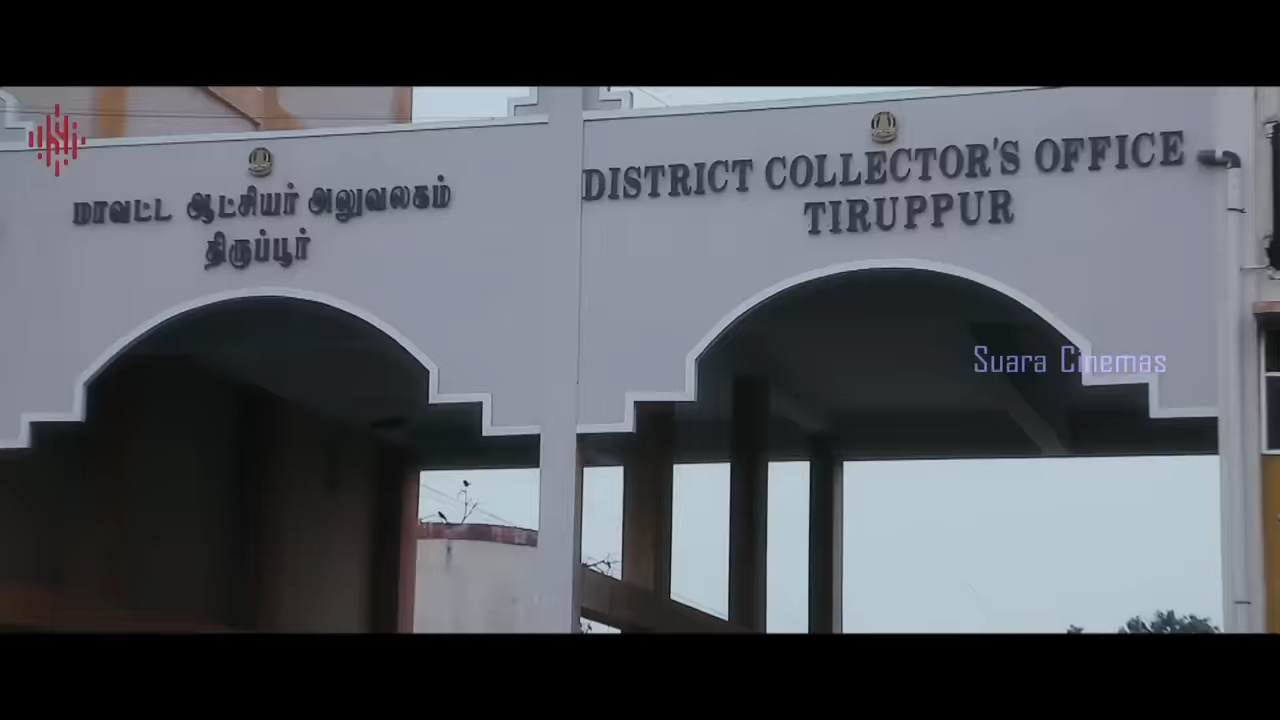 மாவட்ட ஆட்சியர் அலுவலகம்
திருப்பூர்
DISTRICT COLLECTOR'S OFFICE
TIRUPPUR
Suara Cinemas